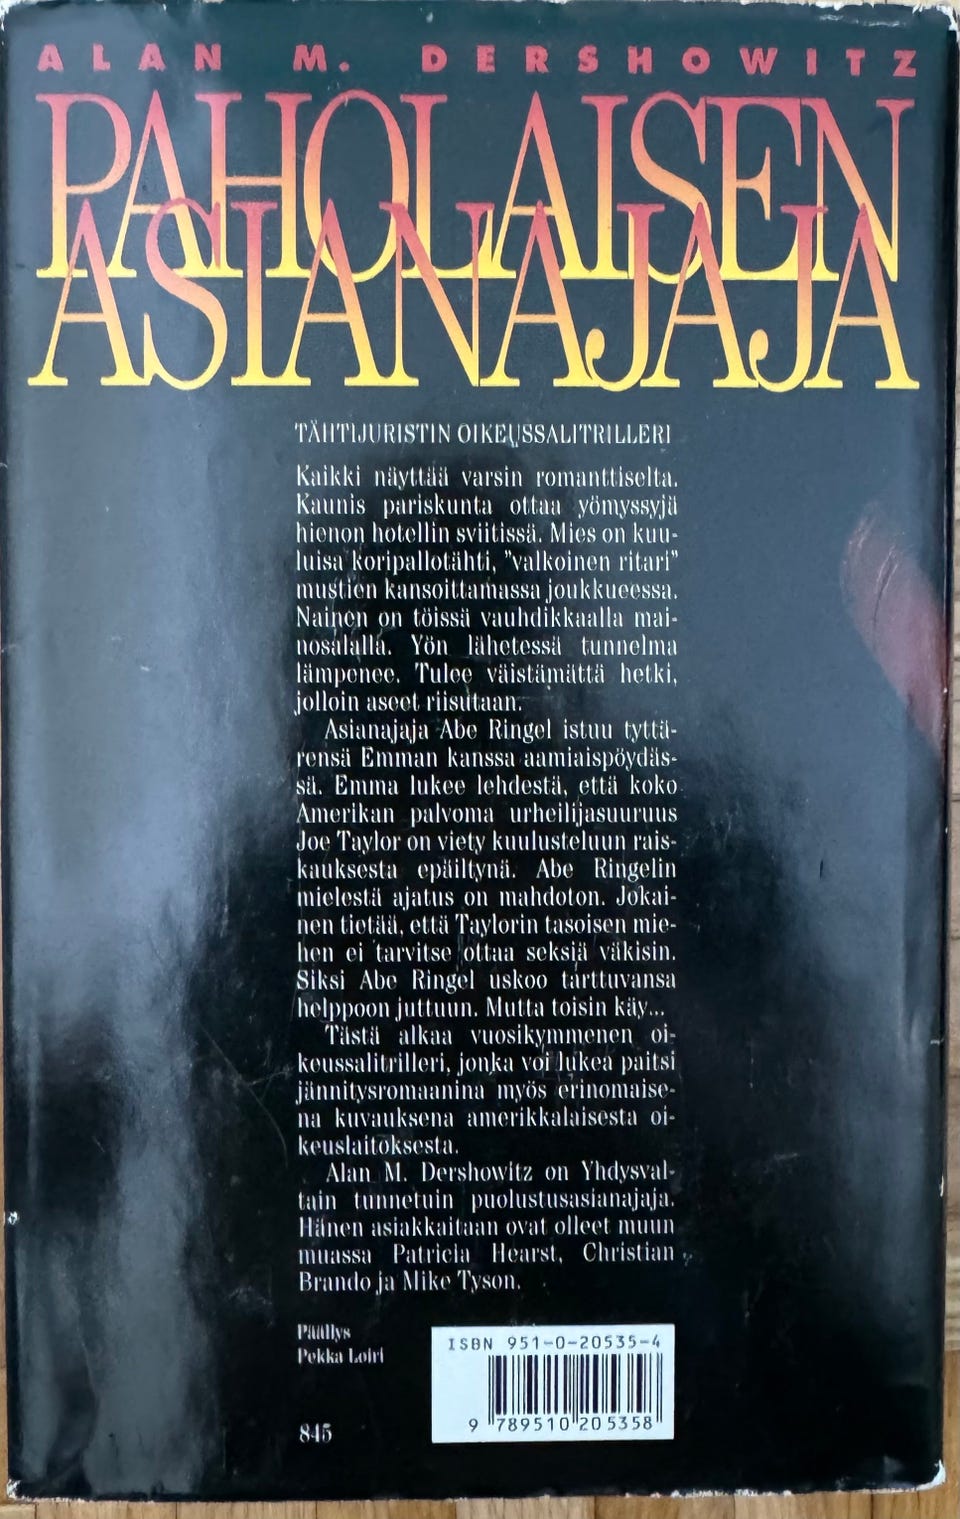 ALAN M. DERSHOWITZ
PAHOLAISEN
ASIANAJAJA
TÄHTIJURISTIN OIKEUSSALITRILLERI
Kaikki näyttää varsin romanttiselta.
Kaunis pariskunta ottaa yömyssyjä
hienon hotellin sviitissä. Mies on kuu-
luisa koripallotähti, ”valkoinen ritari”
mustien kansoittamassa joukkueessa.
Nainen on töissä vauhdikkaalla mai-
nosalalla. Yön lähetessä tunnelma
lämpenee. Tulee väistämättä hetki,
jolloin aseet riisutaan.
Asianajaja Abe Ringel istuu tyttä-
rensä Emman kanssa aamiaispöydäs-
sä. Emma lukee lehdestä, että koko
Amerikan palvoma urheilijasuuruus
Joe Taylor on viety kuulusteluun rais-
kauksesta epäiltynä. Abe Ringelin
mielestä ajatus on mahdoton. Jokai-
nen tietää, että Taylorin tasoisen mie-
hen ei tarvitse ottaa seksiä väkisin.
Siksi Abe Ringel uskoo tarttuvansa
helppoon juttuun. Mutta toisin käy...
Tästä alkaa vuosikymmenen oi-
keussalitrilleri, jonka voi lukea paitsi
jännitysromaanina myös erinomaise-
na kuvauksena amerikkalaisesta oi-
keuslaitoksesta.
Alan M. Dershowitz on Yhdysval-
tain tunnetuin puolustusasianajaja.
Hänen asiakkaitaan ovat olleet muun
muassa Patricia Hearst, Christian
Brando ja Mike Tyson.
Päällys
Pekka Loiri
ISBN 951-0-20535-4
9 789510 205358
845